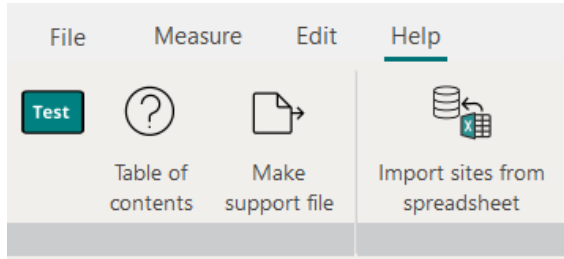 File Measure Edit Help
Test
Table of
contents
Make
support file
Import sites from
spreadsheet